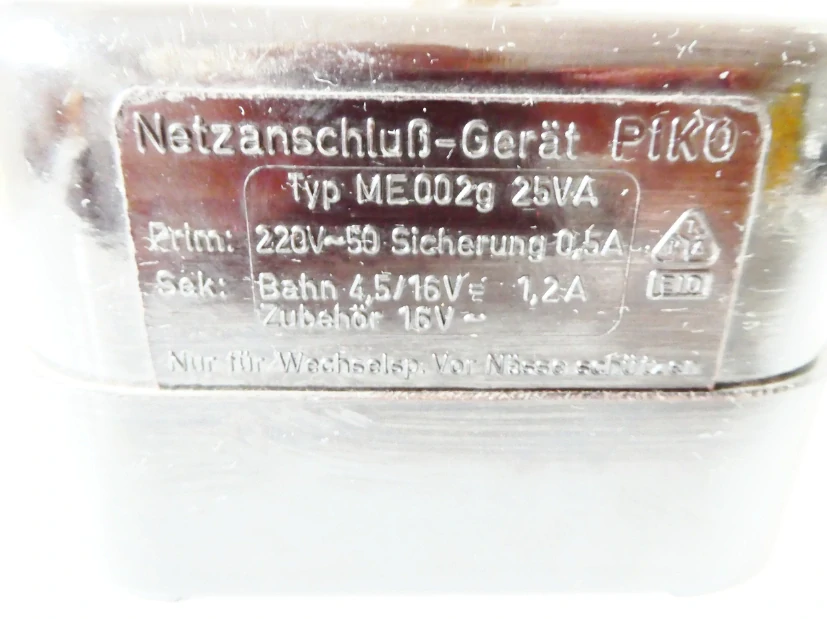 Netzanschluß-Gerät PIKO
Typ ME002g 25VA
Prim: 220V~50 Sicherung 0,5A
Sek: Bahn 4,5/16V= 1,2A
Zubehör 16V~
Nur für Wechselsp. Vor Nässe schützen